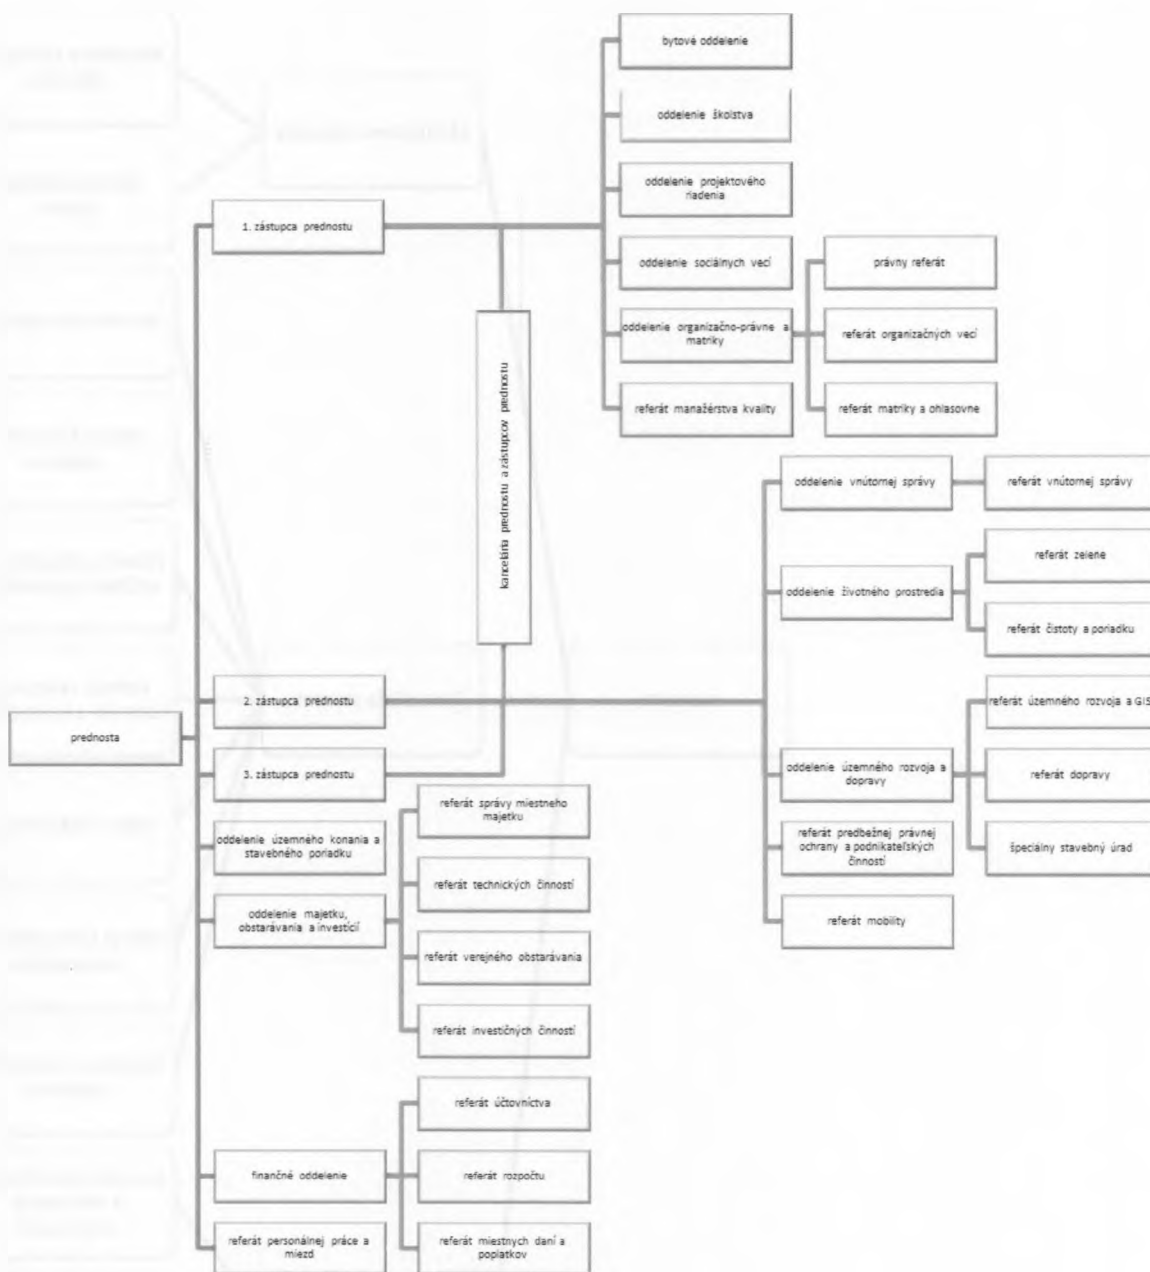 bytové oddelenie
oddelenie školstva
oddelenie projektového
riadenia
1. zástupca prednostu
oddelenie sociálnych vecí
právny referát
oddelenie organizačno-právne a
matriky
referát organizačných vecí
referát manažérstva kvality
referát matriky a ohlasovne
kancelária prednostu a zástupcov prednostu
oddelenie vnútornej správy
referát vnútornej správy
referát zelene
oddelenie životného prostredia
referát čistoty a poriadku
2. zástupca prednostu
referát územného rozvoja a GIS
prednosta
3. zástupca prednostu
oddelenie územného rozvoja a
dopravy
referát dopravy
referát správy miestneho
majetku
oddelenie územného konania a
stavebného poriadku
referát predbežnej právnej
ochrany a podnikateľských
činností
špeciálny stavebný úrad
referát technických činností
oddelenie majetku,
obstarávania a investícií
referát mobility
referát verejného obstarávania
referát investičných činností
referát účtovníctva
finančné oddelenie
referát rozpočtu
referát personálnej práce a
miezd
referát miestnych daní a
poplatkov